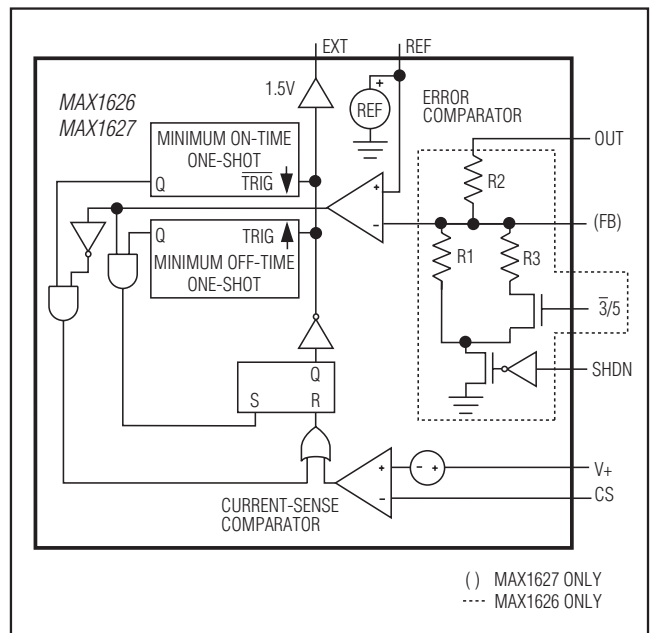 EXT REF
1.5V
+
REF
MAX1626
MAX1627
ERROR
COMPARATOR
MINIMUM ON-TIME
ONE-SHOT
Q T̅R̅I̅G̅
OUT
R2
+
−
(FB)
Q TRIG
MINIMUM OFF-TIME
ONE-SHOT
R1 R3
3̅/5
Q
S R
SHDN
+ − + V+
− CS
CURRENT-SENSE
COMPARATOR
( ) MAX1627 ONLY
---- MAX1626 ONLY